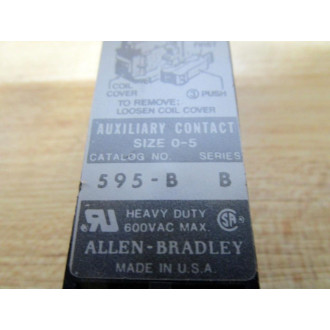 COIL
COVER
③ PUSH
TO REMOVE:
LOOSEN COIL COVER
AUXILIARY CONTACT
SIZE 0-5
CATALOG NO. SERIES
595-B B
HEAVY DUTY
600VAC MAX.
ALLEN-BRADLEY
MADE IN U.S.A.